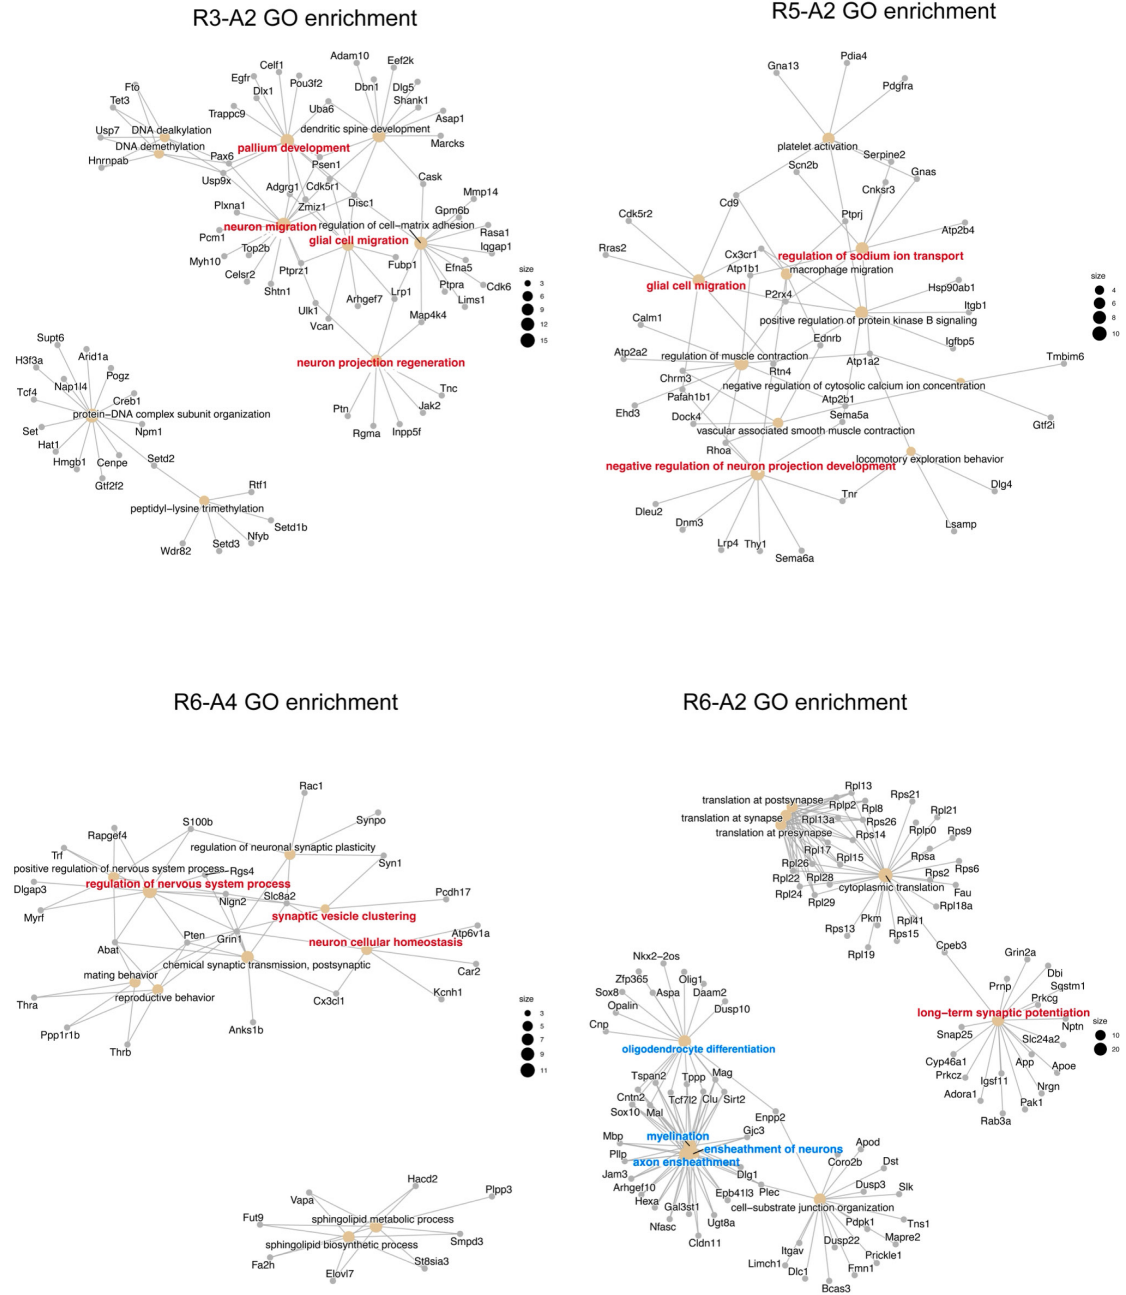 R3-A2 GO enrichment
Adam10
Eef2k
Celf1
Egfr
Pou3f2
Dbn1
Dlg5
Fto
Dlx1
Shank1
Tet3
Uba6
Trappc9
Asap1
Usp7
DNA dealkylation
dendritic spine development
Marcks
DNA demethylation
pallium development
Hnrnpab
Pax6
Psen1
Usp9x
Cask
Adgrg1
Cdk5r1
Mmp14
Plxna1
Zmiz1
Disc1
Gpm6b
neuron migration
regulation of cell−matrix adhesion
Rasa1
Pcm1
glial cell migration
Iqgap1
Top2b
Myh10
Fubp1
Efna5
Celsr2
Ptprz1
Ptpra
Cdk6
Shtn1
Lrp1
Lims1
Arhgef7
Ulk1
Map4k4
Vcan
size
3
6
9
12
15
Supt6
H3f3a
Arid1a
Pogz
neuron projection regeneration
Nap1l4
Tcf4
Creb1
Tnc
protein−DNA complex subunit organization
Ptn
Jak2
Set
Npm1
Rgma
Inpp5f
Hat1
Hmgb1
Cenpe
Setd2
Gtf2f2
Rtf1
peptidyl−lysine trimethylation
Setd1b
Nfyb
Wdr82
Setd3
R5-A2 GO enrichment
Pdia4
Gna13
Pdgfra
platelet activation
Serpine2
Scn2b
Gnas
Cnksr3
Cd9
Cdk5r2
Ptprj
Atp2b4
Rras2
Cx3cr1
regulation of sodium ion transport
Atp1b1
macrophage migration
glial cell migration
Hsp90ab1
P2rx4
Itgb1
Calm1
positive regulation of protein kinase B signaling
Ednrb
Igfbp5
Atp2a2
regulation of muscle contraction
Atp1a2
Tmbim6
Chrm3
Rtn4
negative regulation of cytosolic calcium ion concentration
Pafah1b1
Atp2b1
Ehd3
Dock4
Sema5a
Gtf2i
vascular associated smooth muscle contraction
Rhoa
locomotory exploration behavior
negative regulation of neuron projection development
Dlg4
Tnr
Dleu2
Dnm3
Lsamp
Lrp4
Thy1
Sema6a
size
4
6
8
10
R6-A4 GO enrichment
Rac1
Synpo
S100b
Rapgef4
regulation of neuronal synaptic plasticity
Trf
Syn1
positive regulation of nervous system process
Rgs4
Dlgap3
regulation of nervous system process
Pcdh17
Nlgn2
Slc8a2
Myrf
synaptic vesicle clustering
Atp6v1a
Pten
Grin1
neuron cellular homeostasis
Abat
chemical synaptic transmission, postsynaptic
Car2
mating behavior
Kcnh1
Thra
reproductive behavior
Cx3cl1
Ppp1r1b
Anks1b
Thrb
size
3
5
7
9
11
Hacd2
Plpp3
Vapa
Fut9
sphingolipid metabolic process
Smpd3
sphingolipid biosynthetic process
Fa2h
St8sia3
Elovl7
R6-A2 GO enrichment
Rpl13
translation at postsynapse
Rps21
Rplp2
Rpl8
Rpl21
translation at synapse
Rpl13a
Rps26
translation at presynapse
Rps14
Rplp0
Rps9
Rpl17
Rpl15
Rpsa
Rpl26
Rps6
Rpl22
Rpl28
Rps2
cytoplasmic translation
Fau
Rpl24
Rpl29
Rpl18a
Pkm
Rpl41
Rps13
Rps15
Rpl19
Cpeb3
Grin2a
Nkx2−2os
Dbi
Zfp365
Olig1
Prnp
Sqstm1
Sox8
Aspa
Daam2
Prkcg
Opalin
Dusp10
long−term synaptic potentiation
Cnp
Nptn
Snap25
Slc24a2
oligodendrocyte differentiation
Cyp46a1
App
Apoe
Prkcz
Igsf11
Nrgn
Adora1
Pak1
Rab3a
size
10
20
Tspan2
Tppp
Mag
Cntn2
Tcf7l2
Clu
Sirt2
Sox10
Mal
Enpp2
Gjc3
Mbp
myelination
Apod
Pllp
ensheathment of neurons
axon ensheathment
Coro2b
Dst
Jam3
Dlg1
Arhgef10
Plec
Dusp3
Slk
Hexa
Epb41l3
Gal3st1
cell−substrate junction organization
Nfasc
Ugt8a
Pdpk1
Tns1
Cldn11
Mapre2
Dusp22
Itgav
Prickle1
Limch1
Dlc1
Fmn1
Bcas3